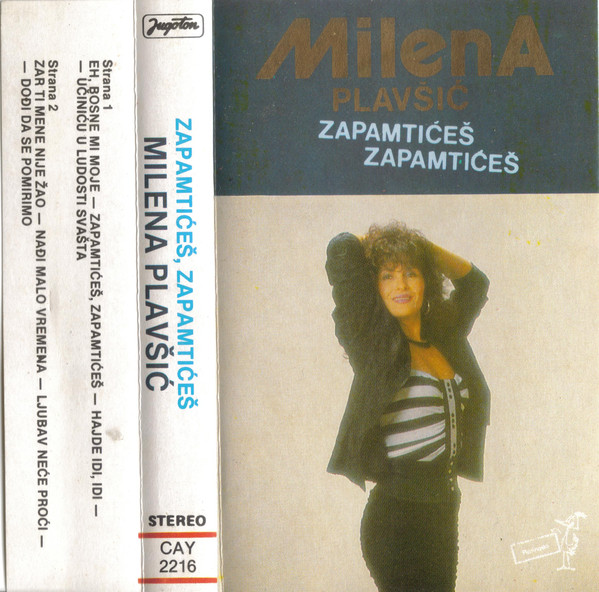 Strana 1
EH, BOSNE MI MOJE — ZAPAMTIĆEŠ, ZAPAMTIĆEŠ — HAJDE IDI, IDI —
— UČINIĆU U LUDOSTI SVAŠTA
Strana 2
ZAR TI MENE NIJE ŽAO — NAĐI MALO VREMENA — LJUBAV NEĆE PROĆI —
— DOĐI DA SE POMIRIMO
Jugoton
ZAPAMTIĆEŠ, ZAPAMTIĆEŠ
MILENA PLAVŠIĆ
STEREO
CAY
2216
MilenA
PLAVŠIĆ
ZAPAMTIĆEŠ
ZAPAMTIĆEŠ